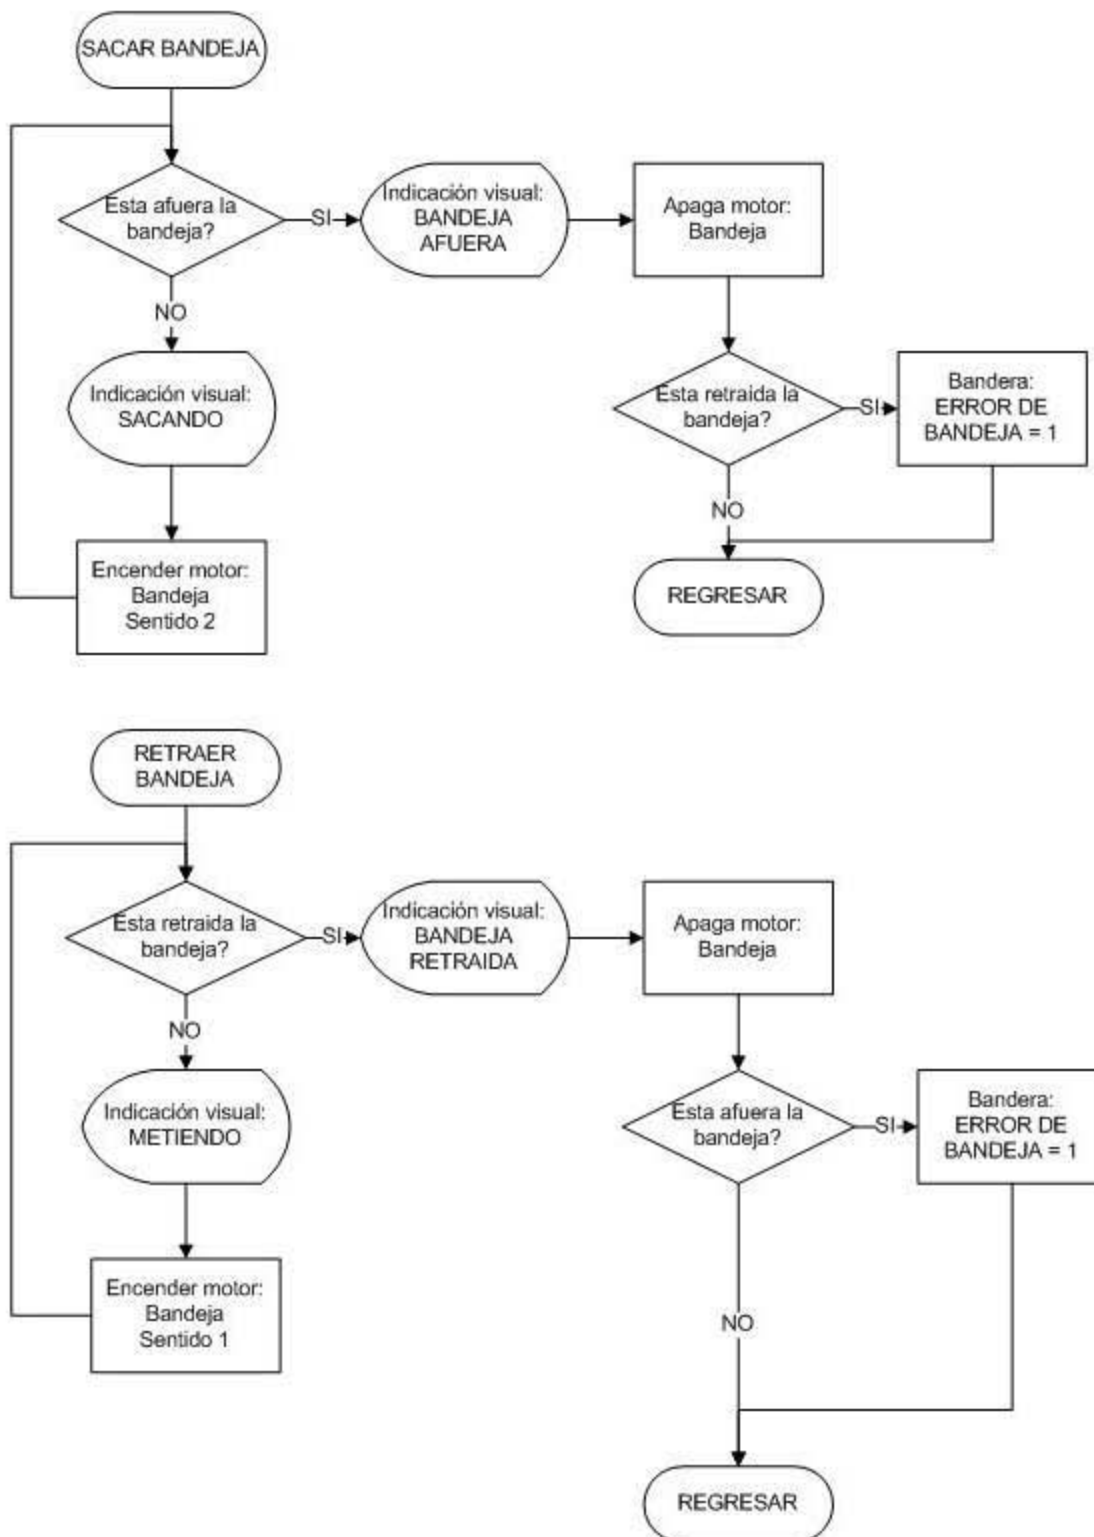 SACAR BANDEJA
Esta afuera la
bandeja?
SI
Indicación visual:
BANDEJA
AFUERA
Apaga motor:
Bandeja
NO
Indicación visual:
SACANDO
Esta retraida la
bandeja?
SI
Bandera:
ERROR DE
BANDEJA = 1
NO
Encender motor:
Bandeja
Sentido 2
REGRESAR
RETRAER
BANDEJA
Esta retraida la
bandeja?
SI
Indicación visual:
BANDEJA
RETRAIDA
Apaga motor:
Bandeja
NO
Indicación visual:
METIENDO
Esta afuera la
bandeja?
SI
Bandera:
ERROR DE
BANDEJA = 1
Encender motor:
Bandeja
Sentido 1
NO
REGRESAR